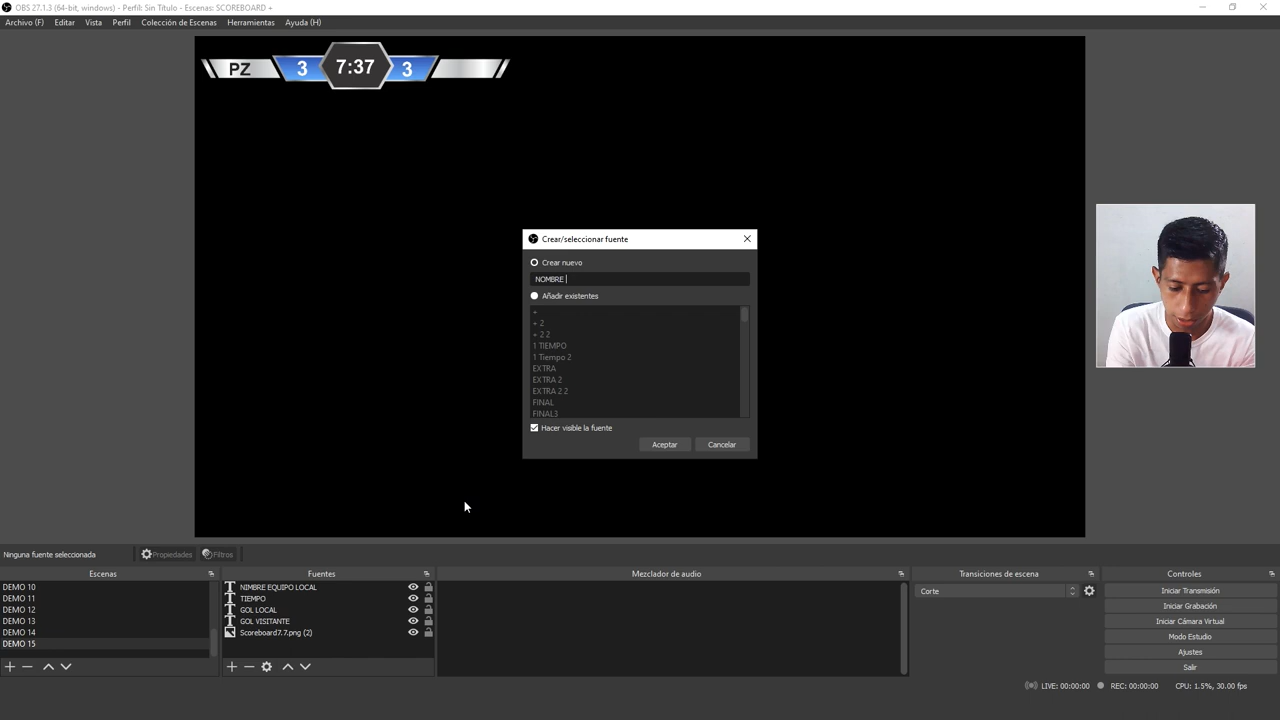 OBS 27.1.3 (64-bit, windows) - Perfil: Sin Título - Escenas: SCOREBOARD +
Archivo (F) Editar Vista Perfil Colección de Escenas Herramientas Ayuda (H)
PZ 3 7:37 3
Crear/seleccionar fuente
Crear nuevo
NOMBRE
Añadir existentes
+
+ 2
+ 2 2
1 TIEMPO
1 Tiempo 2
EXTRA
EXTRA 2
EXTRA 2 2
FINAL
FINAL3
Hacer visible la fuente
Aceptar Cancelar
Ninguna fuente seleccionada Propiedades Filtros
Escenas Fuentes Mezclador de audio Transiciones de escena Controles
DEMO 10
DEMO 11
DEMO 12
DEMO 13
DEMO 14
DEMO 15
NIMBRE EQUIPO LOCAL
TIEMPO
GOL LOCAL
GOL VISITANTE
Scoreboard7.7.png (2)
Corte
Iniciar Transmisión
Iniciar Grabación
Iniciar Cámara Virtual
Modo Estudio
Ajustes
Salir
LIVE: 00:00:00 REC: 00:00:00 CPU: 1.5%, 30.00 fps